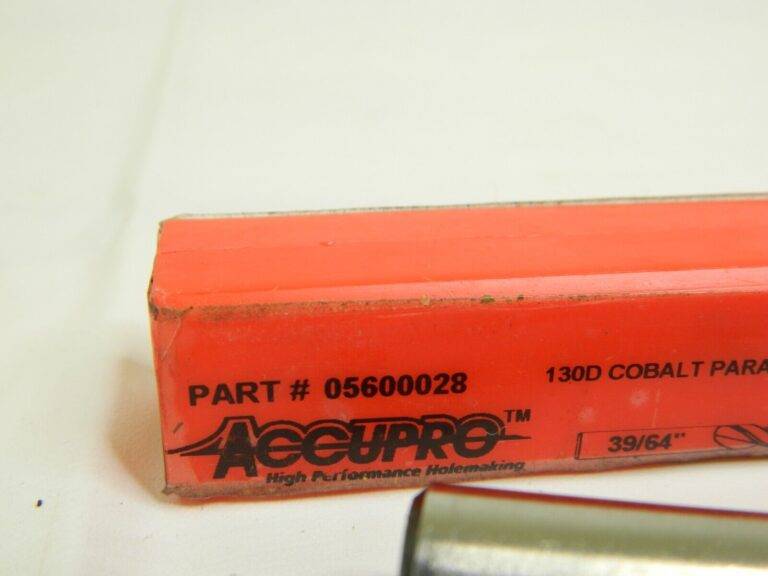 PART # 05600028
130D COBALT PARA
ACCUPRO™
39/64"
High Performance Holemaking